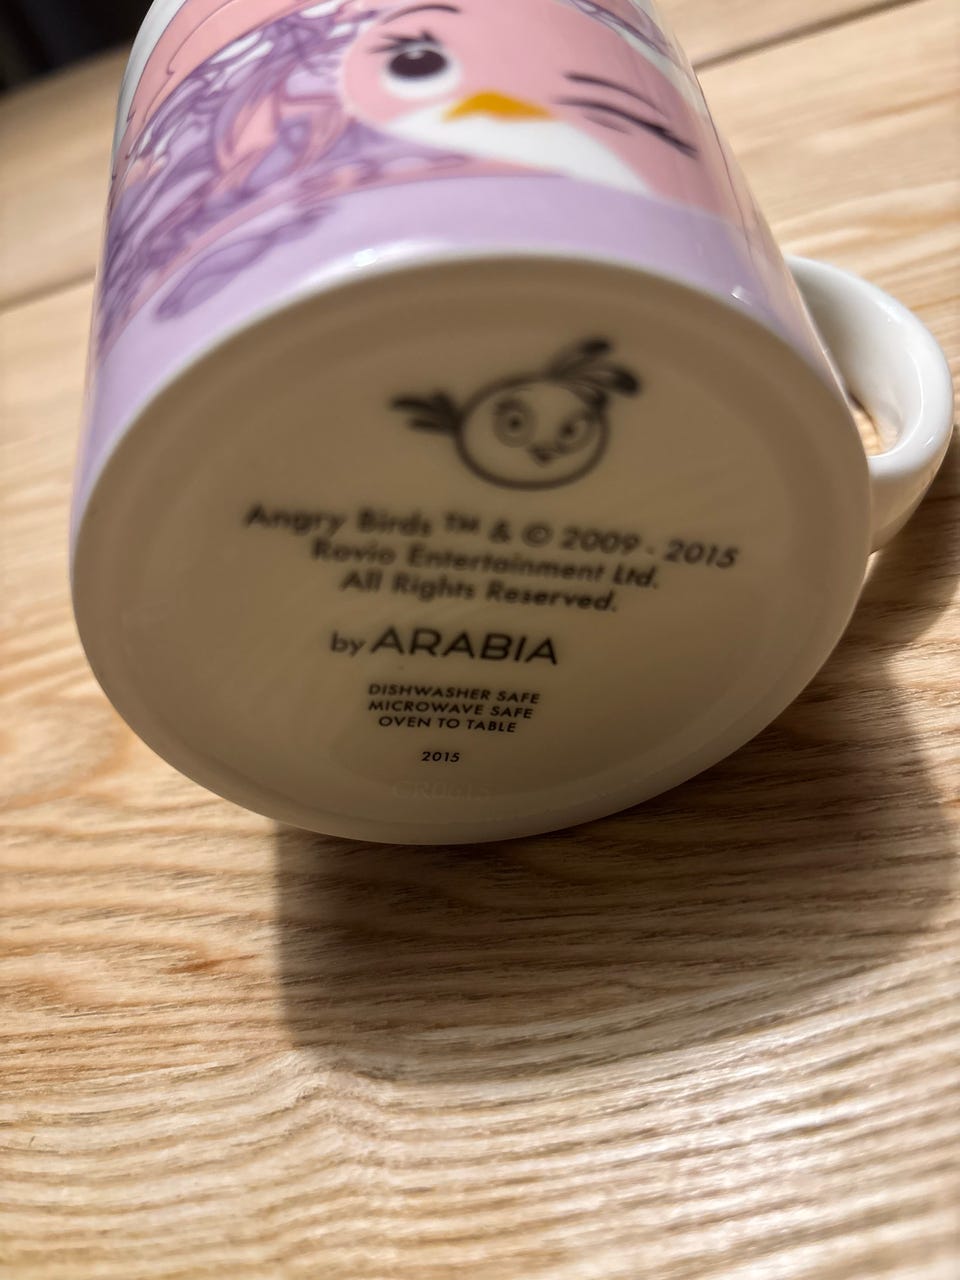 Angry Birds ™ & © 2009 - 2015
Rovio Entertainment Ltd.
All Rights Reserved.
by ARABIA
DISHWASHER SAFE
MICROWAVE SAFE
OVEN TO TABLE
2015